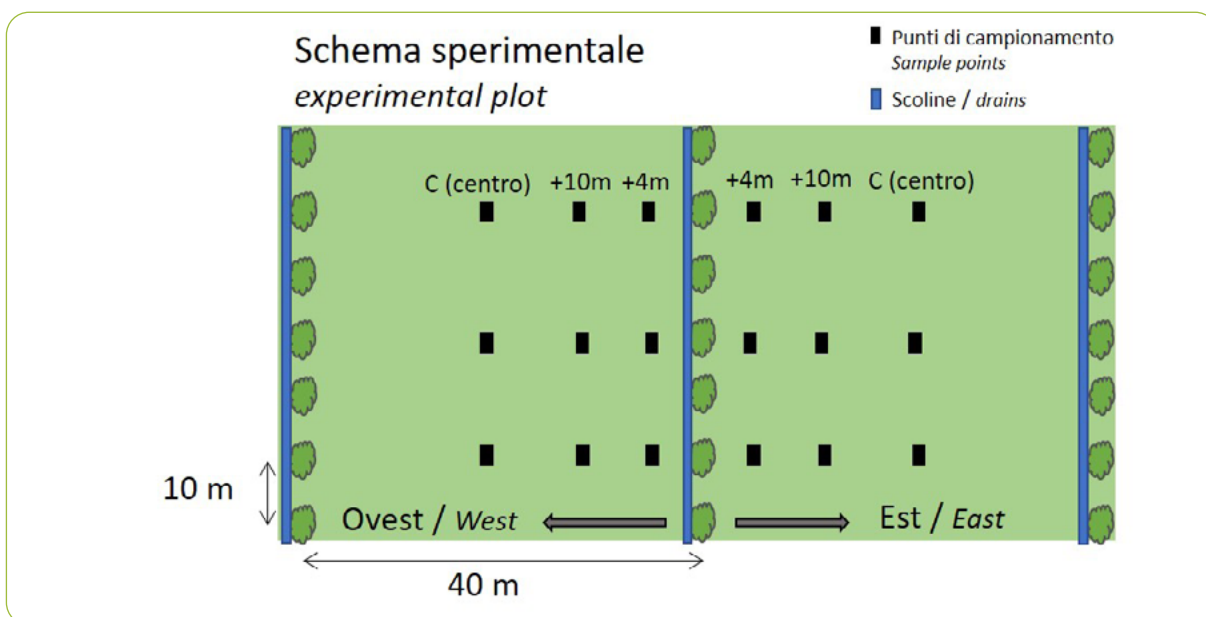 Schema sperimentale
experimental plot
Punti di campionamento
Sample points
Scoline / drains
C (centro) +10m +4m +4m +10m C (centro)
10 m
Ovest / West Est / East
40 m